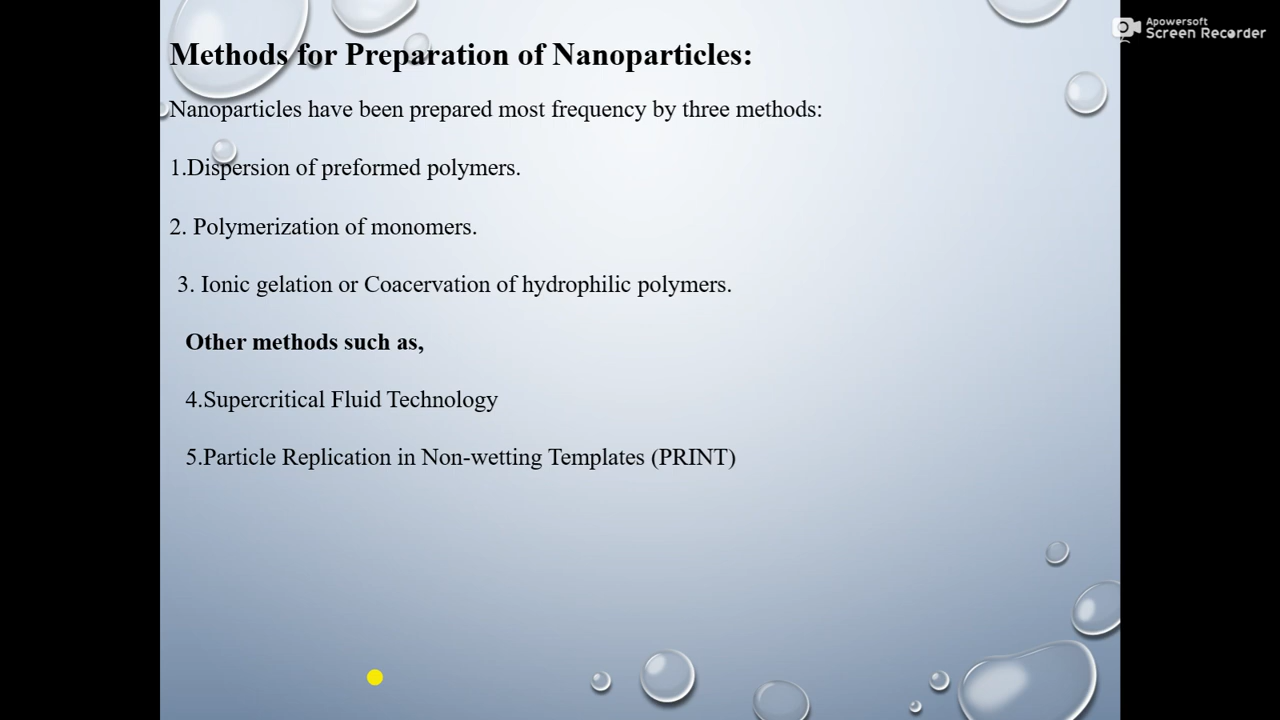 Apowersoft
Screen Recorder
Methods for Preparation of Nanoparticles:
Nanoparticles have been prepared most frequency by three methods:
1.Dispersion of preformed polymers.
2. Polymerization of monomers.
3. Ionic gelation or Coacervation of hydrophilic polymers.
Other methods such as,
4.Supercritical Fluid Technology
5.Particle Replication in Non-wetting Templates (PRINT)